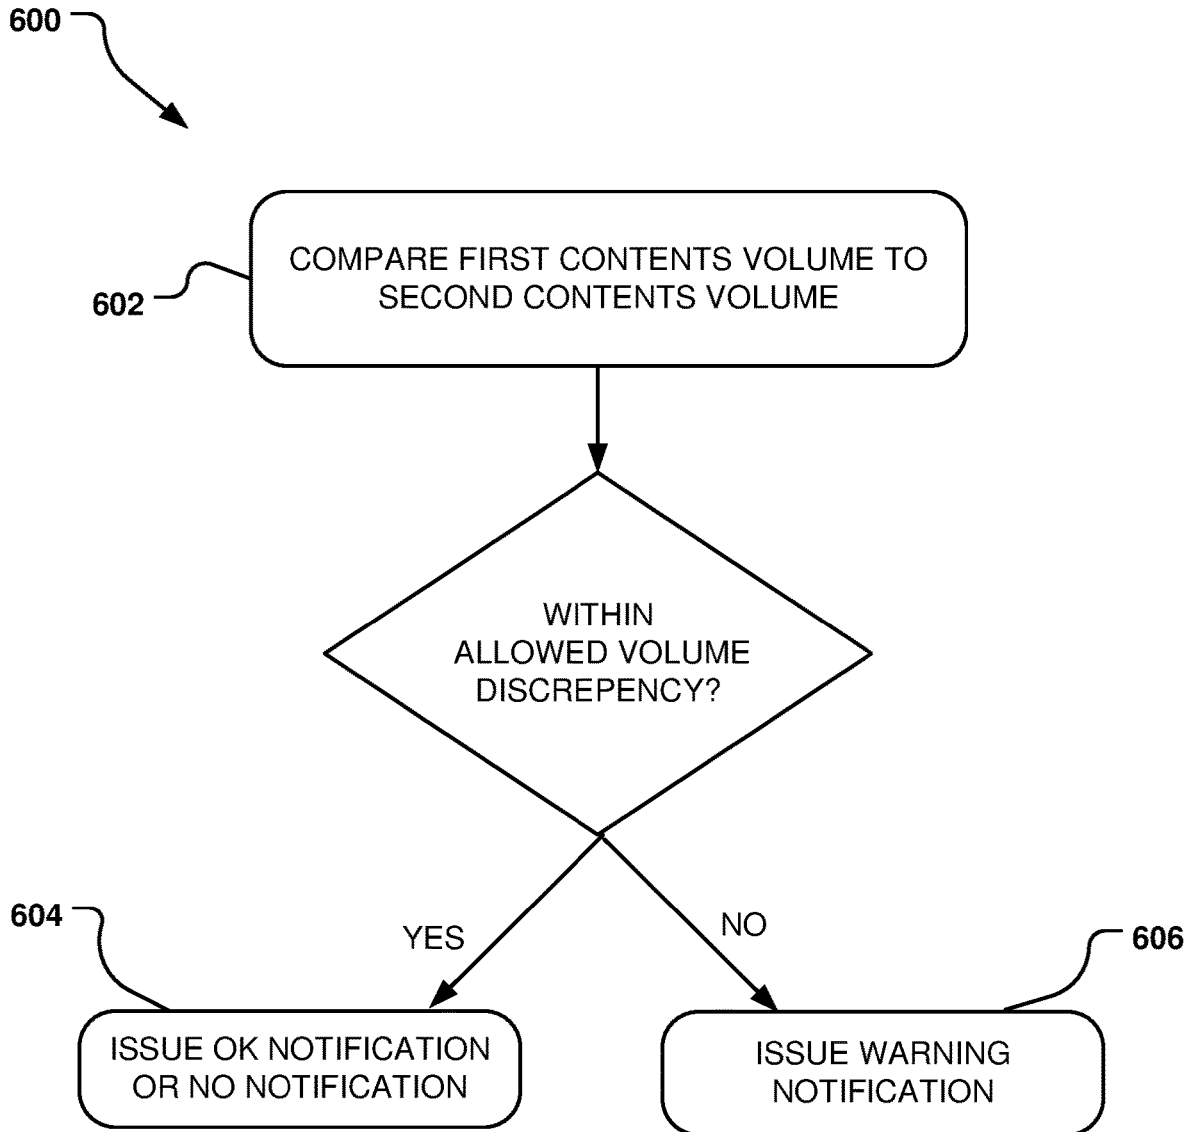 600
COMPARE FIRST CONTENTS VOLUME TO
SECOND CONTENTS VOLUME
602
WITHIN
ALLOWED VOLUME
DISCREPENCY?
YES
NO
604
606
ISSUE OK NOTIFICATION
OR NO NOTIFICATION
ISSUE WARNING
NOTIFICATION